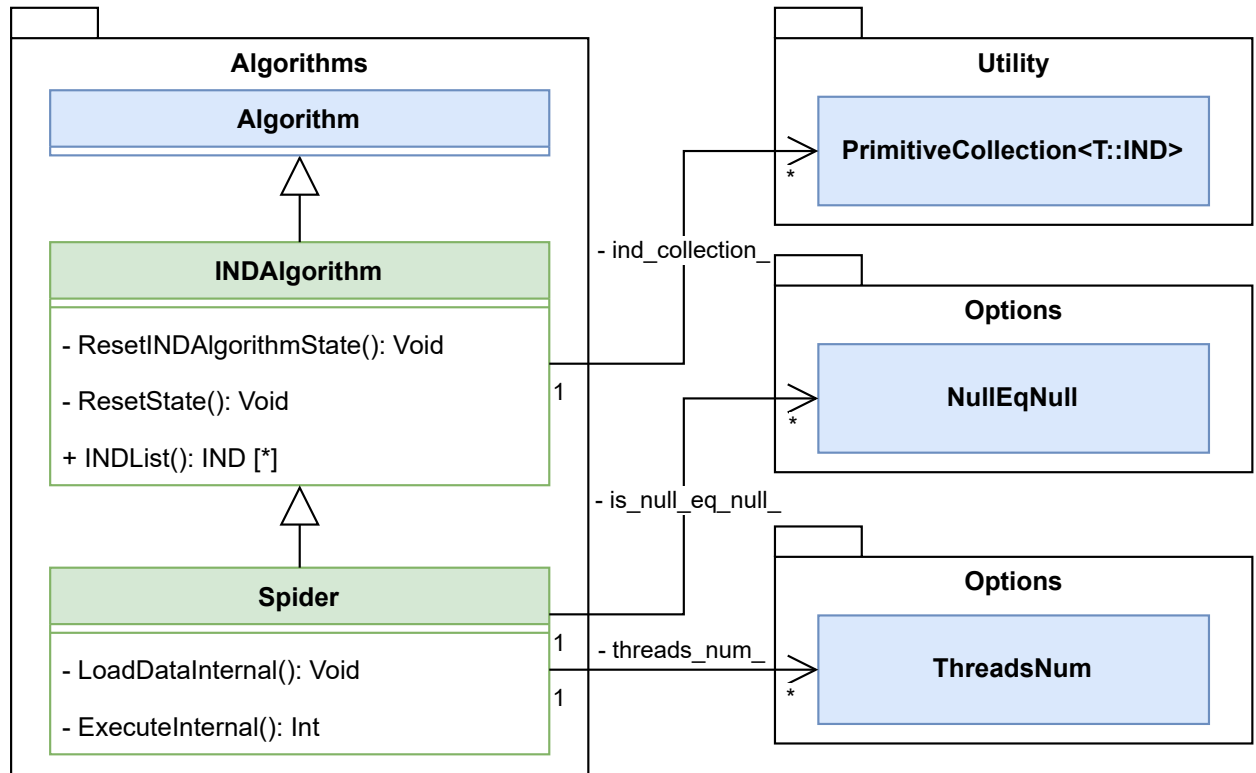 Algorithms
Algorithm
INDAlgorithm
- ResetINDAlgorithmState(): Void
- ResetState(): Void
+ INDList(): IND [*]
Spider
- LoadDataInternal(): Void
- ExecuteInternal(): Int
1
- ind_collection_
*
1
- is_null_eq_null_
*
1
- threads_num_
*
Utility
PrimitiveCollection<T::IND>
Options
NullEqNull
Options
ThreadsNum